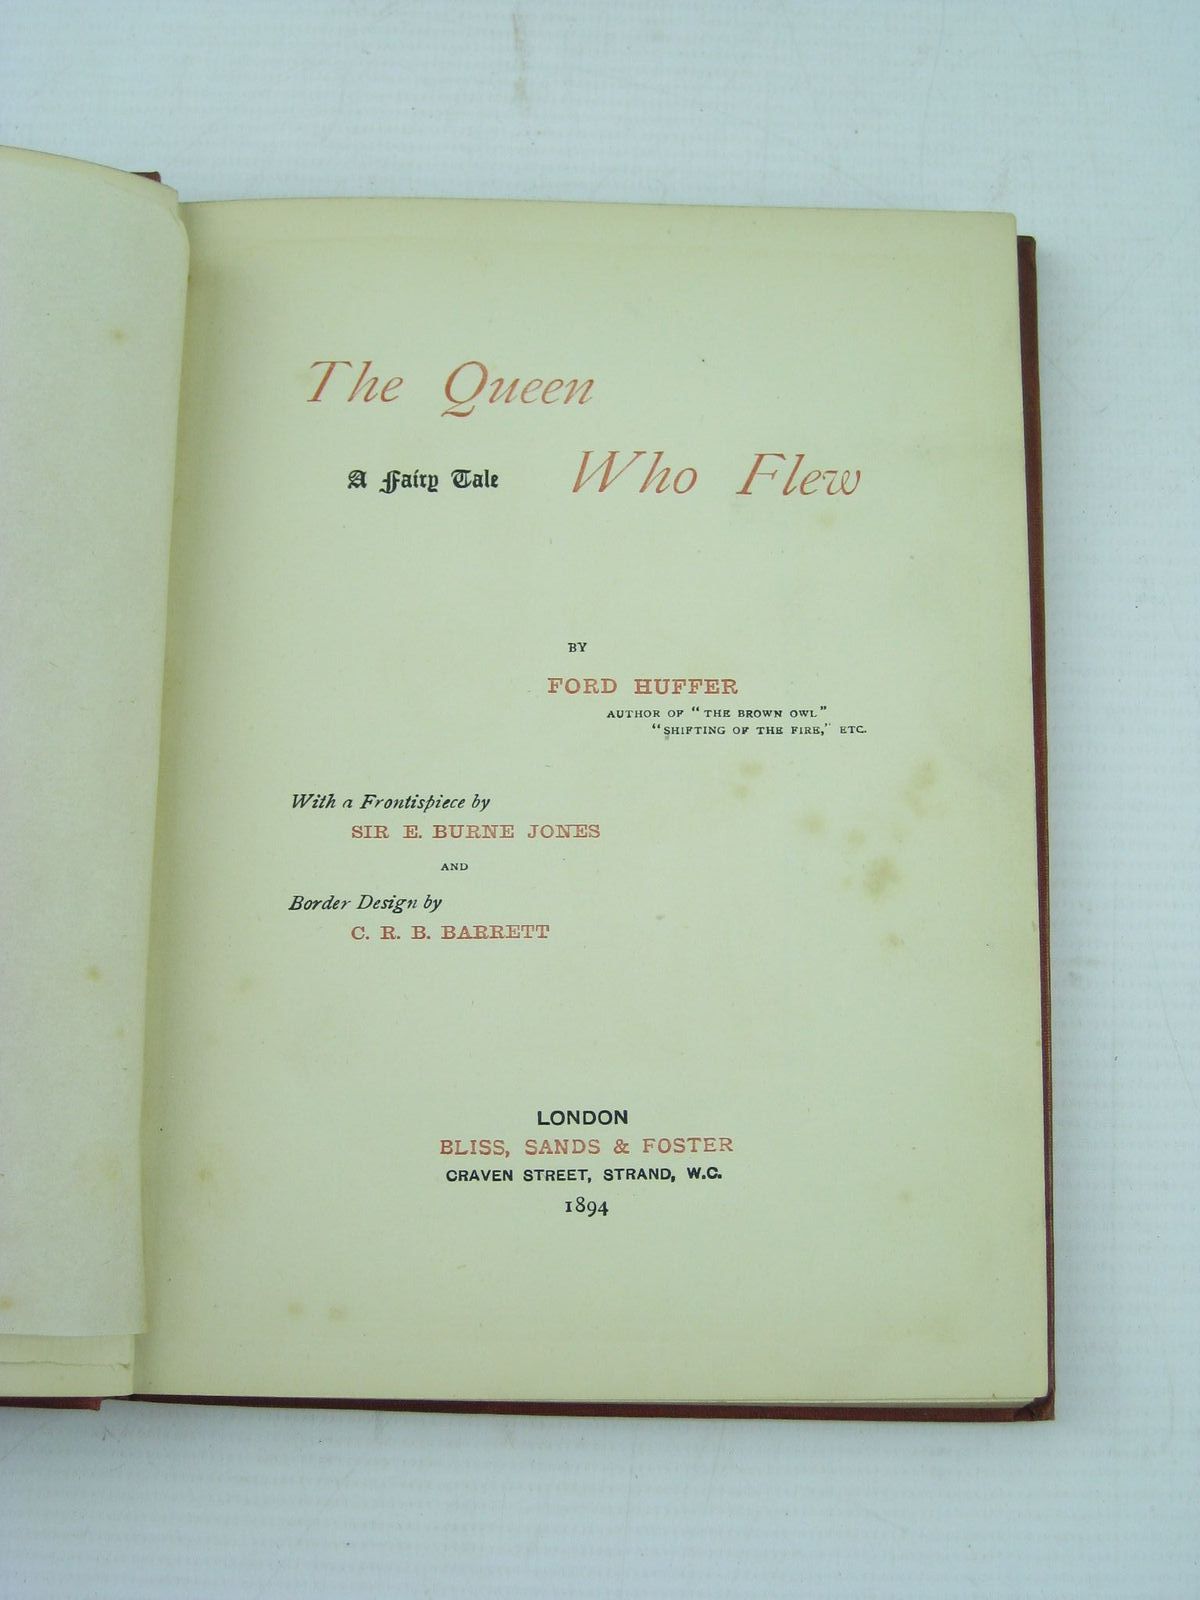 The Queen
A Fairy Tale Who Flew
BY
FORD HUFFER
AUTHOR OF "THE BROWN OWL"
"SHIFTING OF THE FIRE," ETC.
With a Frontispiece by
SIR E. BURNE JONES
AND
Border Design by
C. R. B. BARRETT
LONDON
BLISS, SANDS & FOSTER
CRAVEN STREET, STRAND, W.C.
1894